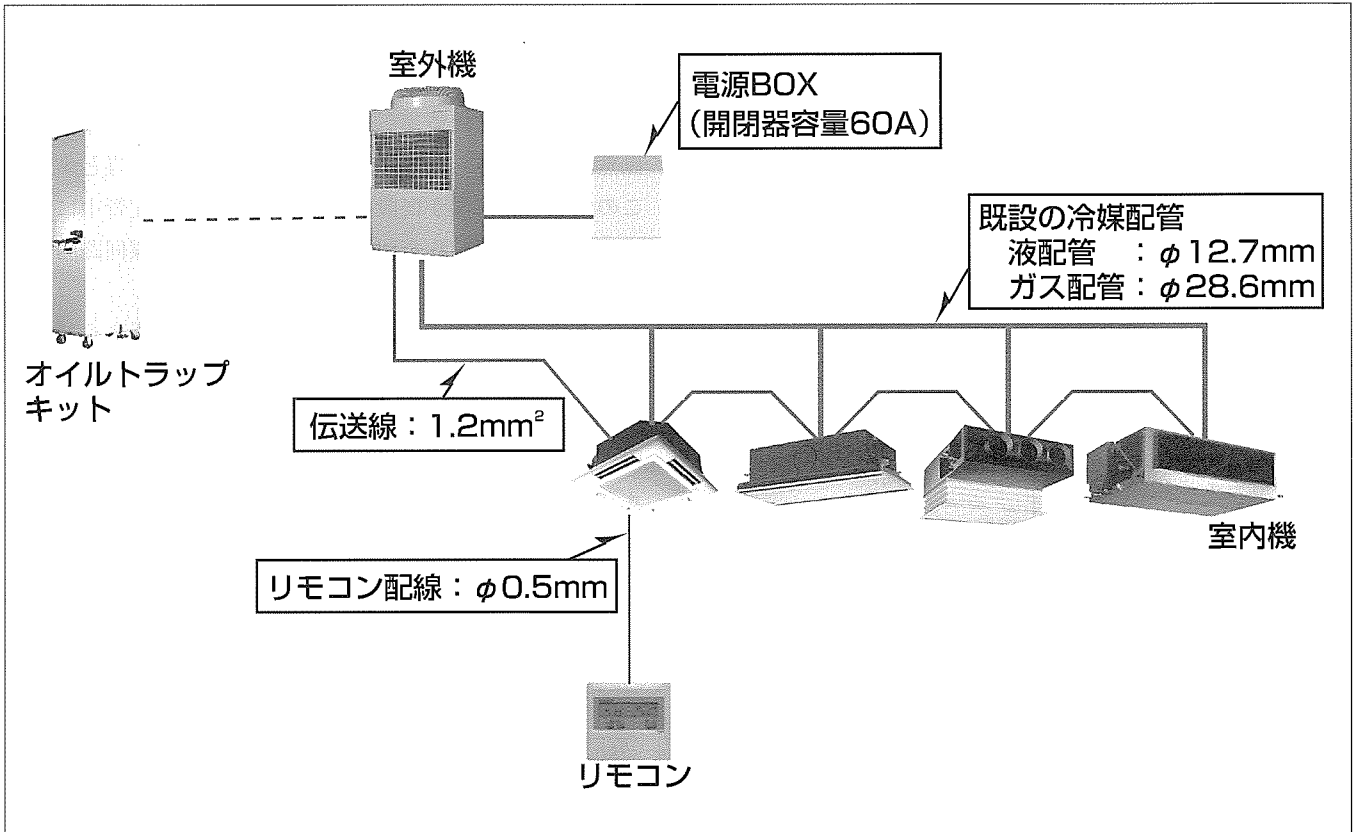 室外機
電源BOX
(開閉器容量60A)
既設の冷媒配管
液配管 :φ12.7mm
ガス配管:φ28.6mm
オイルトラップ
キット
伝送線:1.2mm²
室内機
リモコン配線:φ0.5mm
リモコン